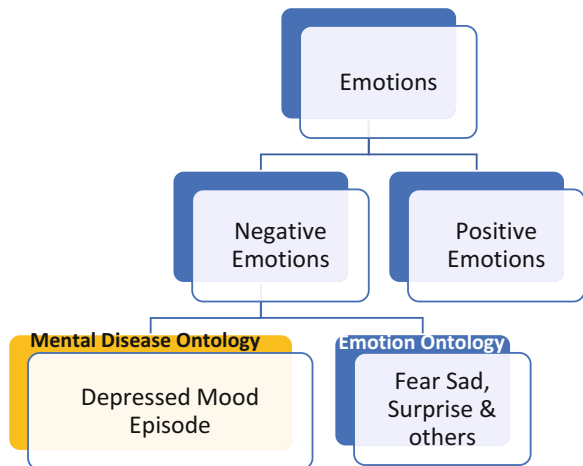 Emotions
Negative
Emotions
Positive
Emotions
Mental Disease Ontology
Depressed Mood
Episode
Emotion Ontology
Fear Sad,
Surprise &
others